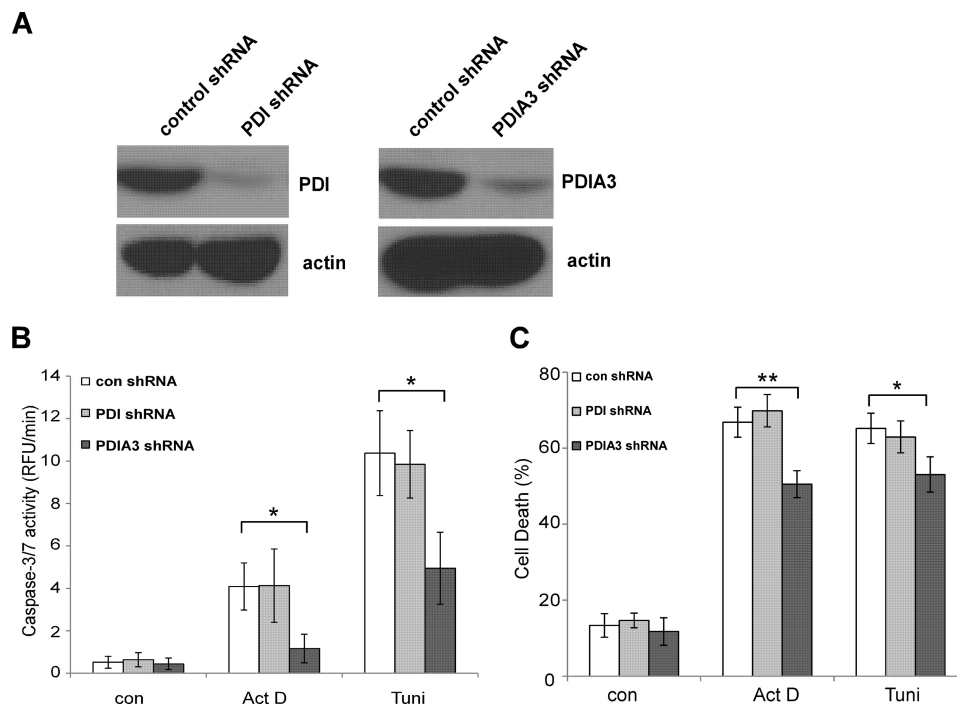 A
control shRNA
PDI shRNA
control shRNA
PDIA3 shRNA
PDI
PDIA3
actin
actin
B
Caspase-3/7 activity (RFU/min)
14
12
10
8
6
4
2
0
con shRNA
PDI shRNA
PDIA3 shRNA
*
*
con
Act D
Tuni
C
Cell Death (%)
80
60
40
20
0
con shRNA
PDI shRNA
PDIA3 shRNA
**
*
con
Act D
Tuni